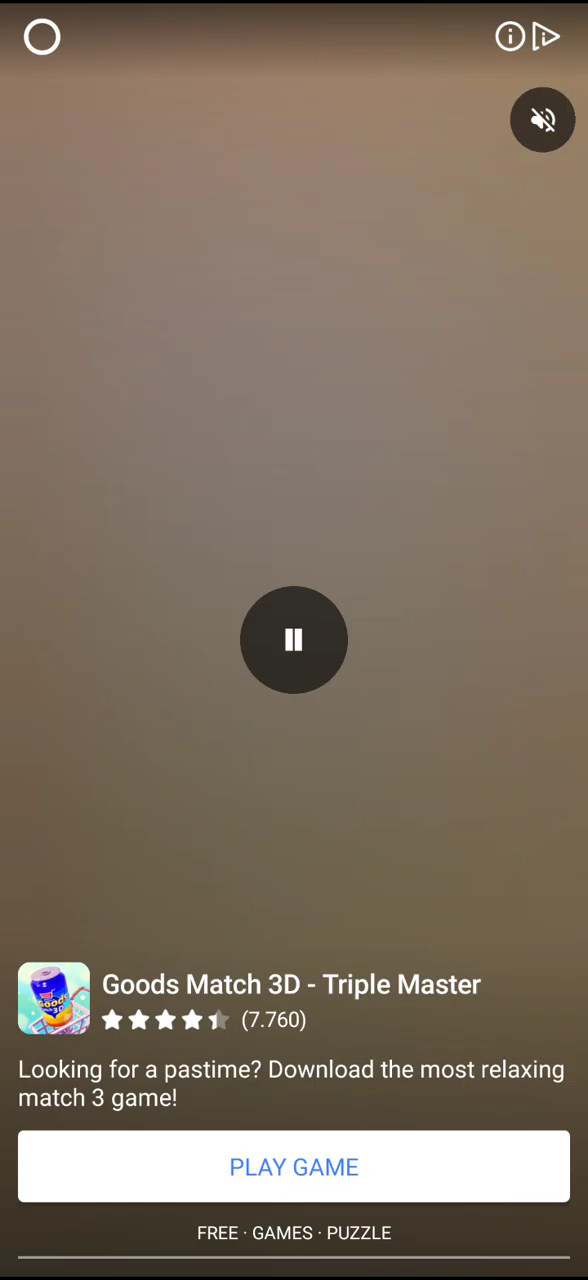 Goods Match 3D - Triple Master
(7.760)
Looking for a pastime? Download the most relaxing
match 3 game!
PLAY GAME
FREE · GAMES · PUZZLE